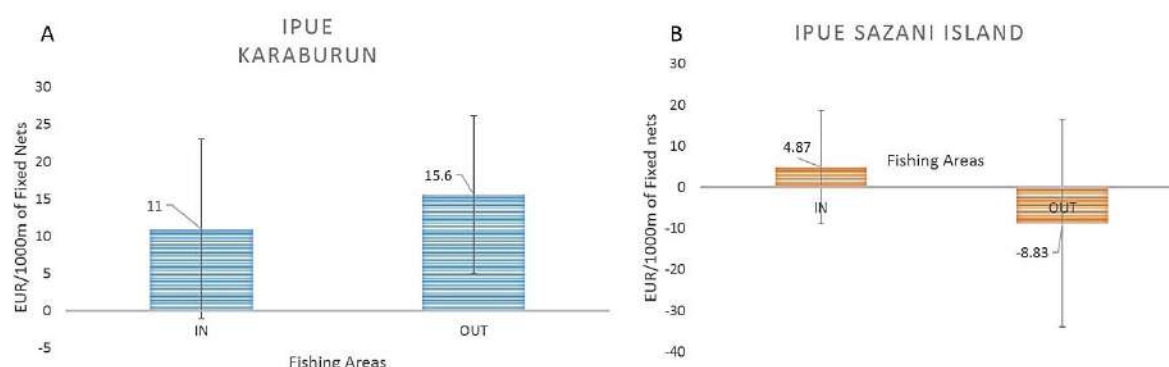 A
IPUE
KARABURUN
EUR/1000m of Fixed Nets
30
25
20
15
10
5
0
-5
11
15.6
IN
OUT
Fishing Areas
B
IPUE SAZANI ISLAND
EUR/1000m of Fixed nets
30
20
10
0
-10
-20
-30
-40
4.87
Fishing Areas
IN
OUT
-8.83